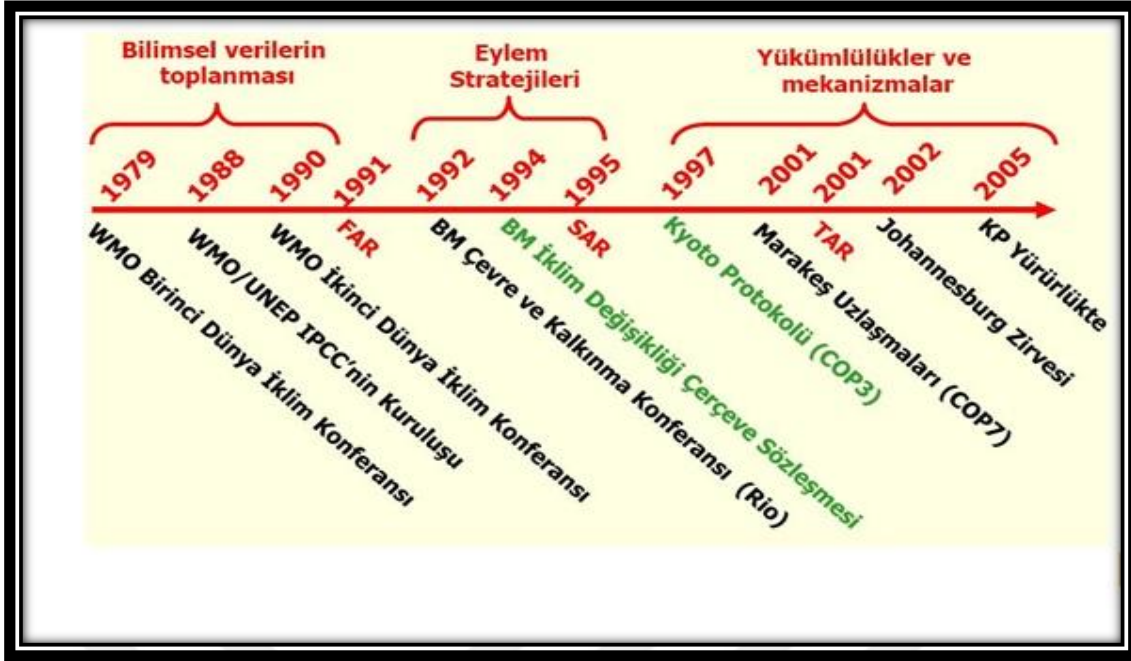 Bilimsel verilerin
toplanması
Eylem
Stratejileri
Yükümlülükler ve
mekanizmalar
1979
1988
1990
1991
1992
1994
1995
1997
2001
2001
2002
2005
WMO Birinci Dünya İklim Konferansı
WMO/UNEP IPCC'nin Kuruluşu
WMO İkinci Dünya İklim Konferansı
FAR
BM Çevre ve Kalkınma Konferansı (Rio)
BM İklim Değişikliği Çerçeve Sözleşmesi
SAR
Kyoto Protokolü (COP3)
Marakeş Uzlaşmaları (COP7)
TAR
Johannesburg Zirvesi
KP Yürürlükte